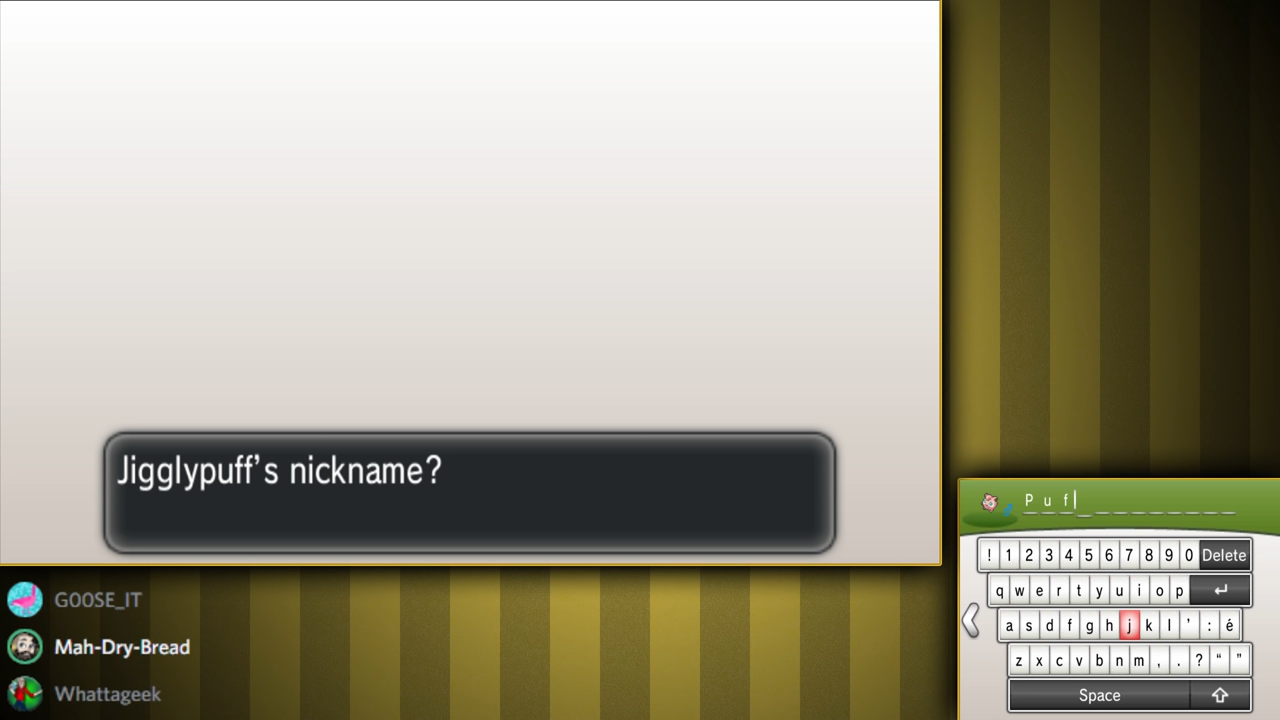 Jigglypuff's nickname?
Puf
! 1 2 3 4 5 6 7 8 9 0 Delete
q w e r t y u i o p
a s d f g h j k l ' : é
z x c v b n m , . ? “ ”
Space
GOOSE_IT
Mah-Dry-Bread
Whattageek